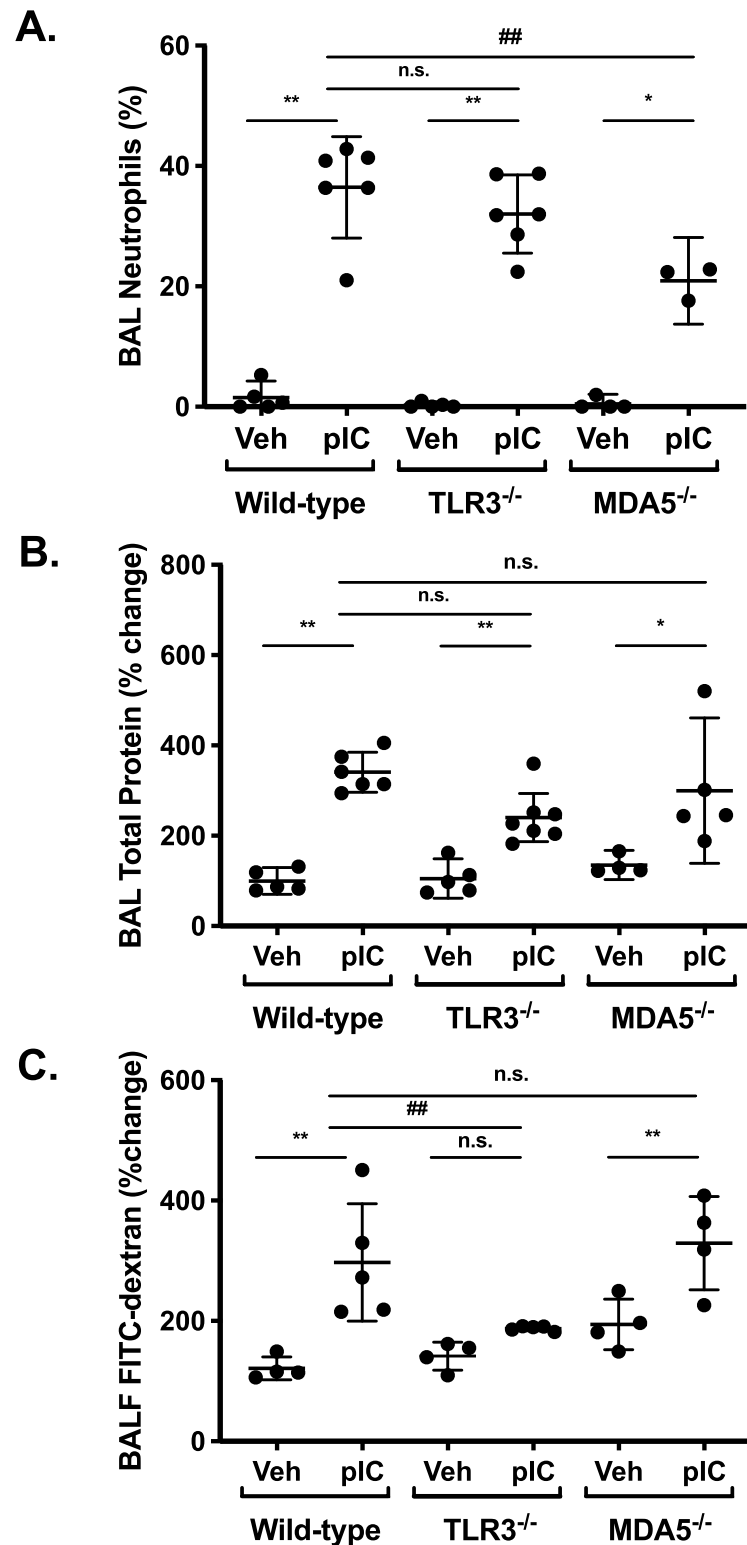 A.
BAL Neutrophils (%)
60
40
20
0
##
n.s.
** ** *
Veh pIC Veh pIC Veh pIC
Wild-type TLR3-/- MDA5-/-
B.
BAL Total Protein (% change)
800
600
400
200
0
n.s.
n.s.
** ** *
Veh pIC Veh pIC Veh pIC
Wild-type TLR3-/- MDA5-/-
C.
BALF FITC-dextran (%change)
600
400
200
0
n.s.
##
** n.s. **
Veh pIC Veh pIC Veh pIC
Wild-type TLR3-/- MDA5-/-